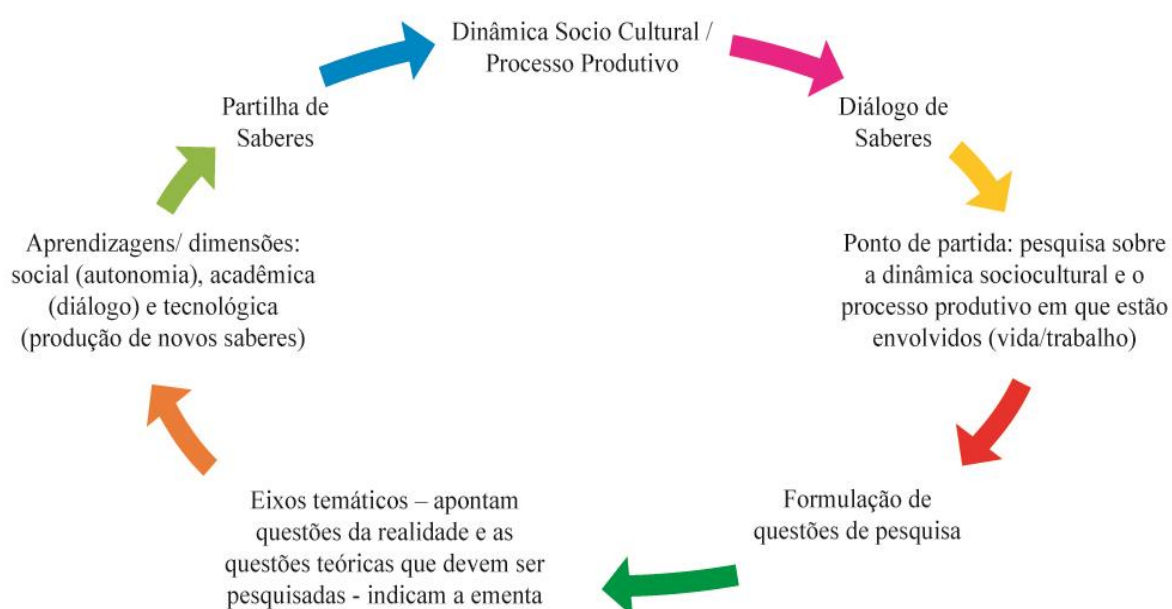 Dinâmica Socio Cultural /
Processo Produtivo
Diálogo de
Saberes
Ponto de partida: pesquisa sobre
a dinâmica sociocultural e o
processo produtivo em que estão
envolvidos (vida/trabalho)
Formulação de
questões de pesquisa
Eixos temáticos – apontam
questões da realidade e as
questões teóricas que devem ser
pesquisadas - indicam a ementa
Aprendizagens/ dimensões:
social (autonomia), acadêmica
(diálogo) e tecnológica
(produção de novos saberes)
Partilha de
Saberes